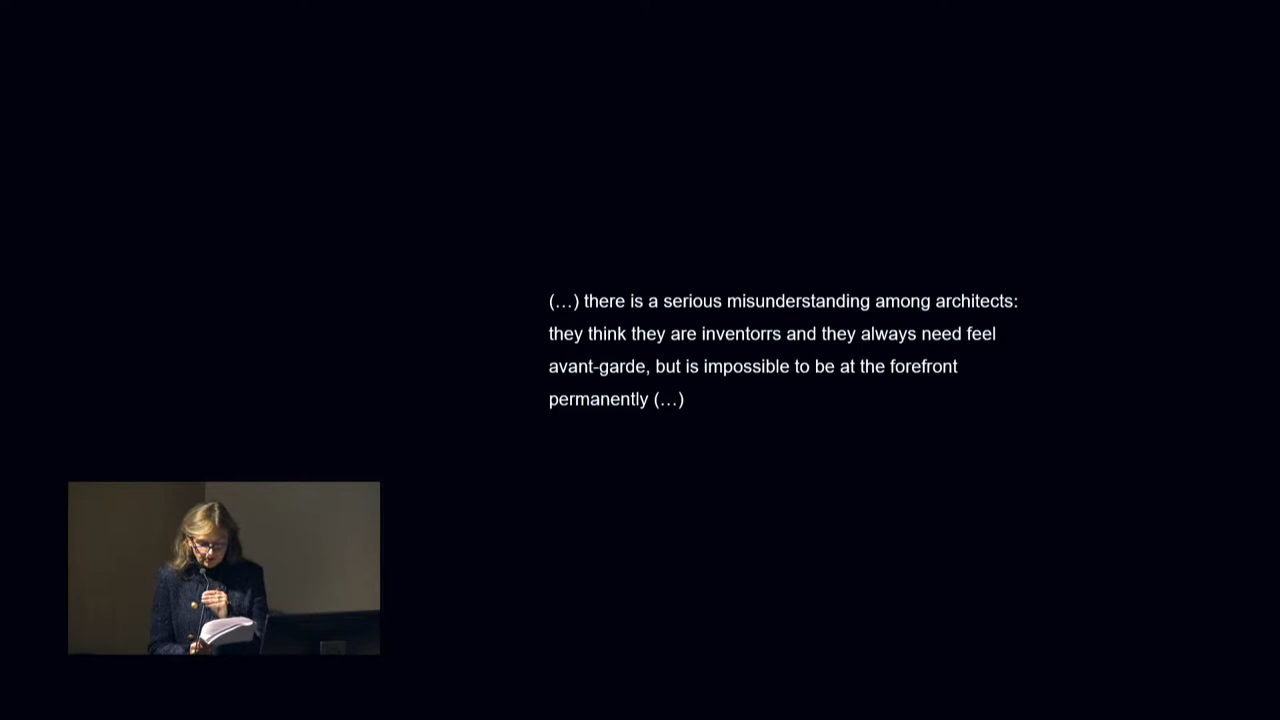 (…) there is a serious misunderstanding among architects:
they think they are inventorrs and they always need feel
avant-garde, but is impossible to be at the forefront
permanently (…)